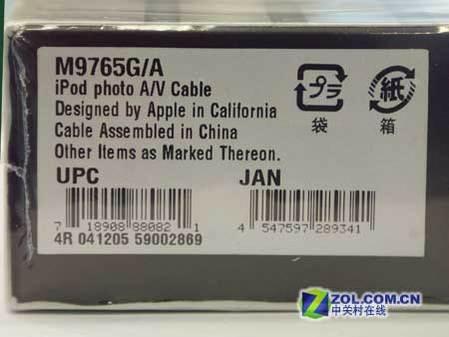 M9765G/A
iPod photo A/V Cable
Designed by Apple in California
Cable Assembled in China
Other Items as Marked Thereon.
プラ
袋
紙
箱
UPC
JAN
7 18908 88082 1
4 547597 289341
4R 041205 59002869
ZOL.COM.CN
中关村在线